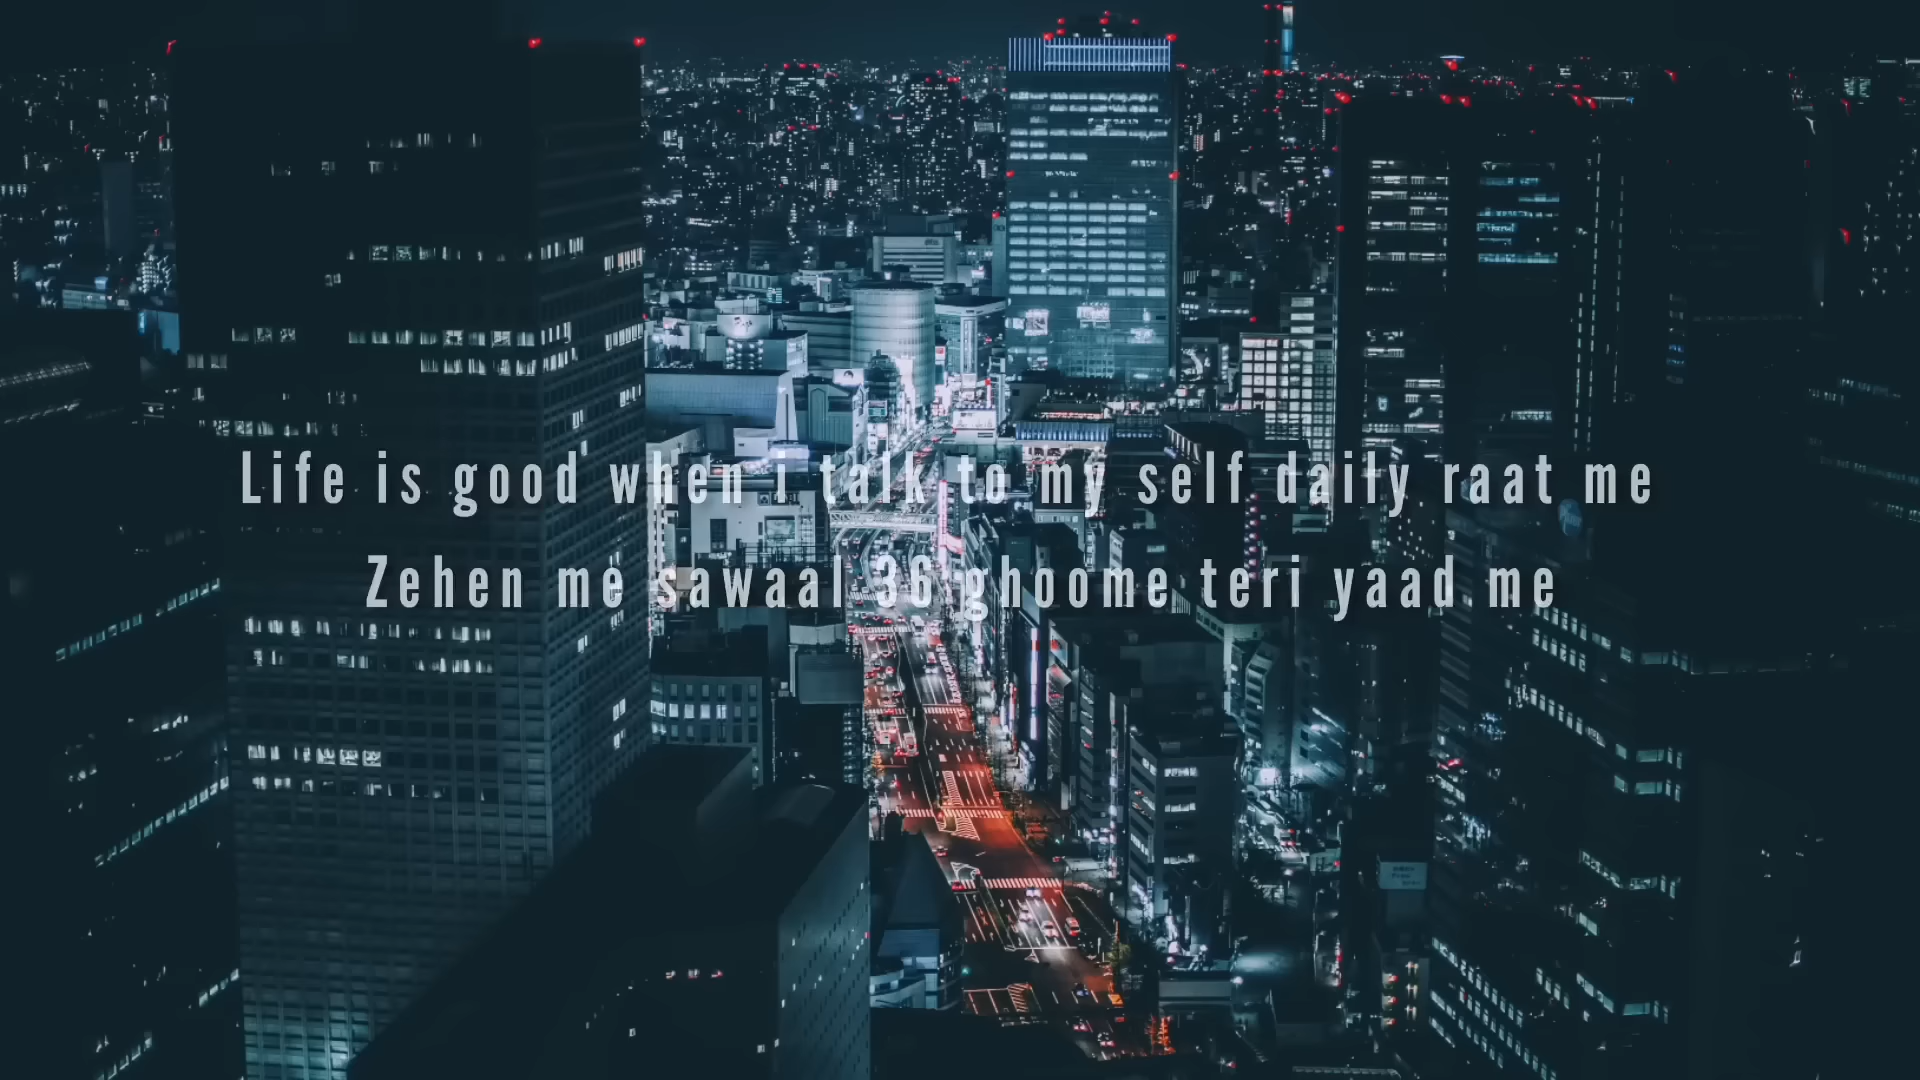 Life is good when i talk to my self daily raat me
Zehen me sawaal 36 ghoome teri yaad me